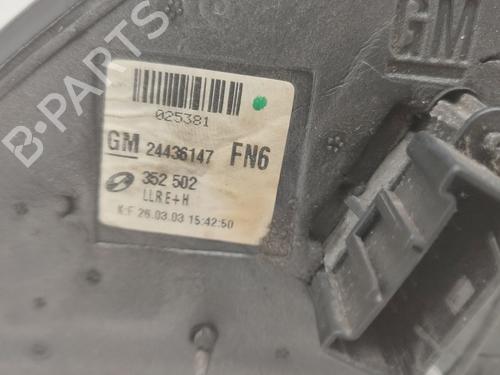 B-PARTS
GM
025381
GM 24436147 FN6
352 502
LLRE+H
K:F 26.03.03 15:42:50